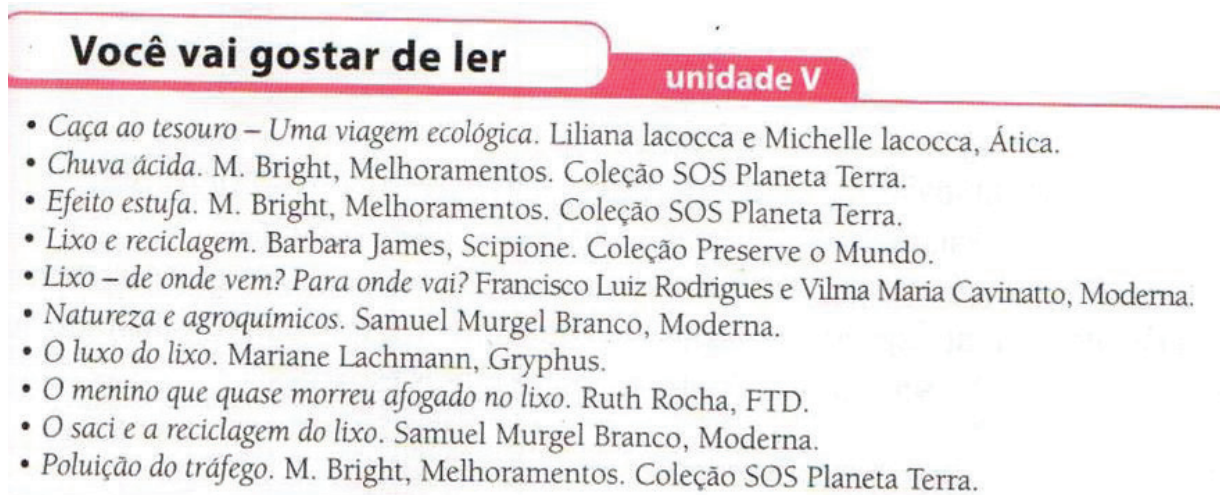 Você vai gostar de ler
unidade V
• Caça ao tesouro – Uma viagem ecológica. Liliana Iacocca e Michelle Iacocca, Ática.
• Chuva ácida. M. Bright, Melhoramentos. Coleção SOS Planeta Terra.
• Efeito estufa. M. Bright, Melhoramentos. Coleção SOS Planeta Terra.
• Lixo e reciclagem. Barbara James, Scipione. Coleção Preserve o Mundo.
• Lixo – de onde vem? Para onde vai? Francisco Luiz Rodrigues e Vilma Maria Cavinatto, Moderna.
• Natureza e agroquímicos. Samuel Murgel Branco, Moderna.
• O luxo do lixo. Mariane Lachmann, Gryphus.
• O menino que quase morreu afogado no lixo. Ruth Rocha, FTD.
• O saci e a reciclagem do lixo. Samuel Murgel Branco, Moderna.
• Poluição do tráfego. M. Bright, Melhoramentos. Coleção SOS Planeta Terra.